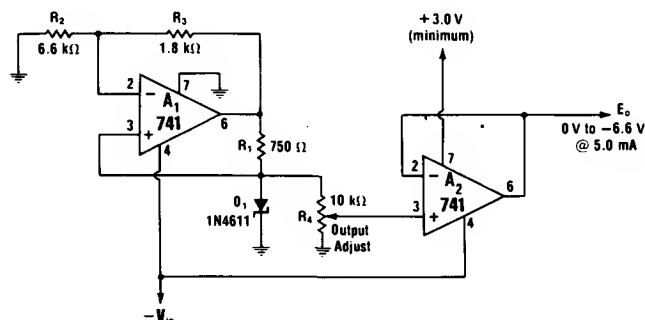 R2
6.6 kΩ
R3
1.8 kΩ
2
−
7
A1
741
6
3
+
4
R1
750 Ω
D1
1N4611
10 kΩ
R4
Output
Adjust
+3.0 V
(minimum)
2
−
7
A2
741
6
3
+
4
Eo
0 V to −6.6 V
@ 5.0 mA